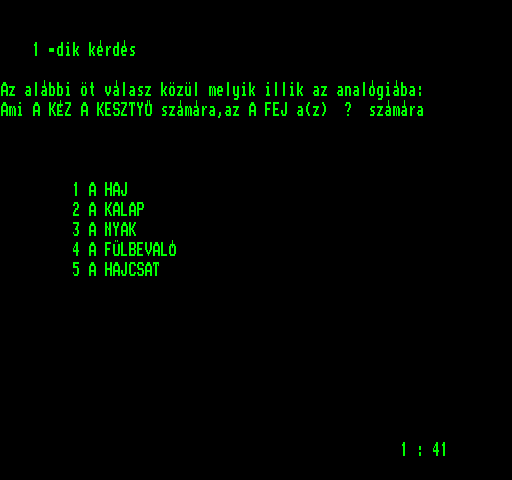 1 -dik kérdés
Az alábbi öt válasz közül melyik illik az analógiába:
Ami A KÉZ A KESZTYŰ számára,az A FEJ a(z) ? számára
1 A HAJ
2 A KALAP
3 A NYAK
4 A FÜLBEVALÓ
5 A HAJCSAT
1 : 41